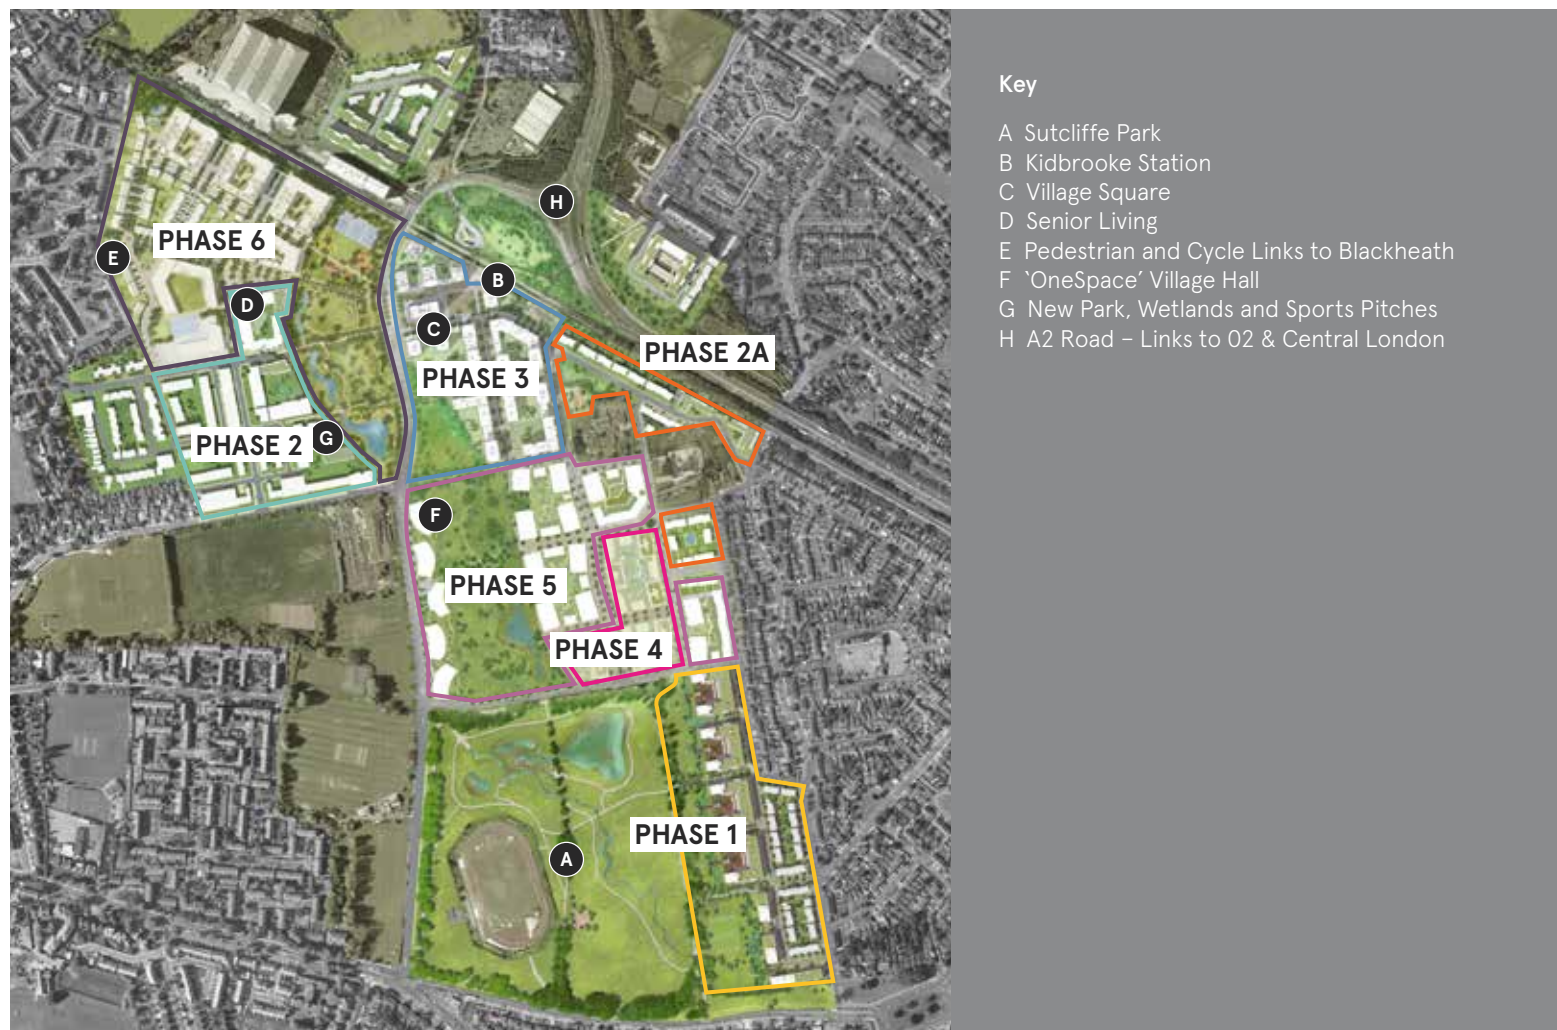 Key
A Sutcliffe Park
B Kidbrooke Station
C Village Square
D Senior Living
E Pedestrian and Cycle Links to Blackheath
F ‘OneSpace’ Village Hall
G New Park, Wetlands and Sports Pitches
H A2 Road – Links to 02 & Central London
H
PHASE 6
E
B
D
C
PHASE 2A
PHASE 3
G
PHASE 2
F
PHASE 5
PHASE 4
PHASE 1
A